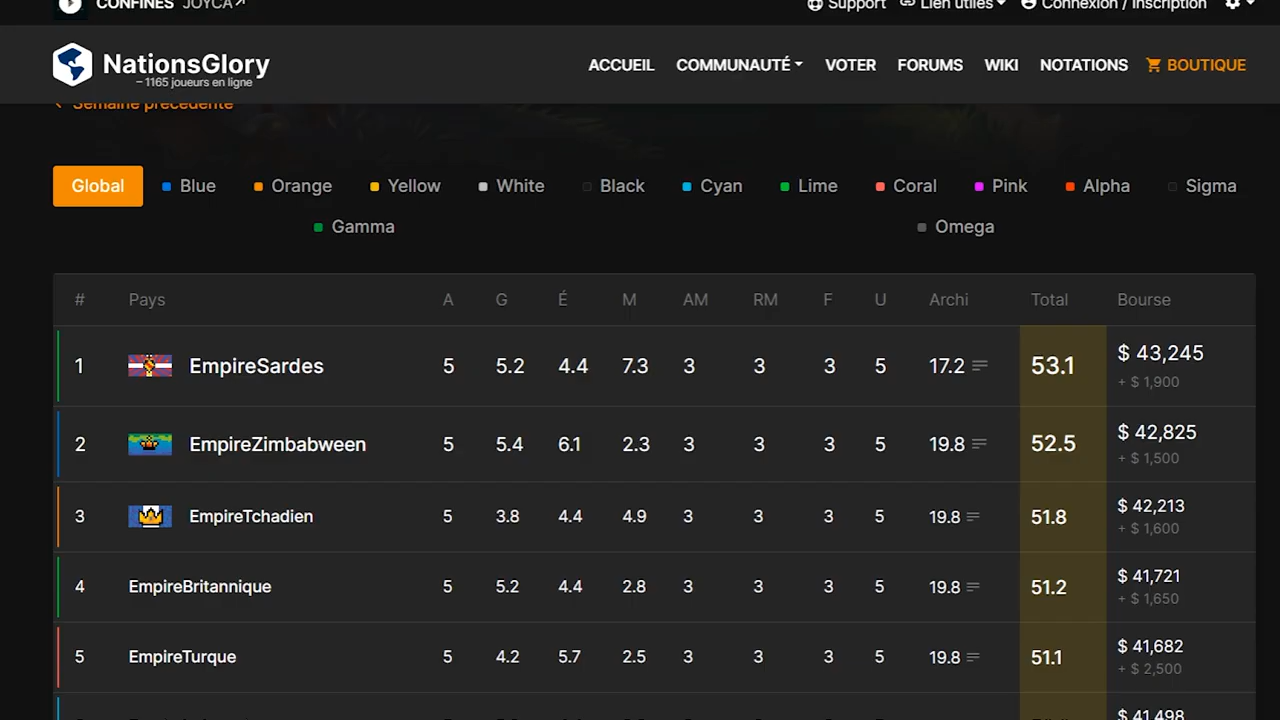 CONFINES JOYCA Support Lien utiles Connexion / Inscription
NationsGlory
– 1165 joueurs en ligne
ACCUEIL COMMUNAUTÉ VOTER FORUMS WIKI NOTATIONS BOUTIQUE
Semaine précédente
Global Blue Orange Yellow White Black Cyan Lime Coral Pink Alpha Sigma
Gamma Omega
# Pays A G É M AM RM F U Archi Total Bourse
1 EmpireSardes 5 5.2 4.4 7.3 3 3 3 5 17.2 53.1 $ 43,245
+ $ 1,900
2 EmpireZimbabween 5 5.4 6.1 2.3 3 3 3 5 19.8 52.5 $ 42,825
+ $ 1,500
3 EmpireTchadien 5 3.8 4.4 4.9 3 3 3 5 19.8 51.8 $ 42,213
+ $ 1,600
4 EmpireBritannique 5 5.2 4.4 2.8 3 3 3 5 19.8 51.2 $ 41,721
+ $ 1,650
5 EmpireTurque 5 4.2 5.7 2.5 3 3 3 5 19.8 51.1 $ 41,682
+ $ 2,500
$ 41,498